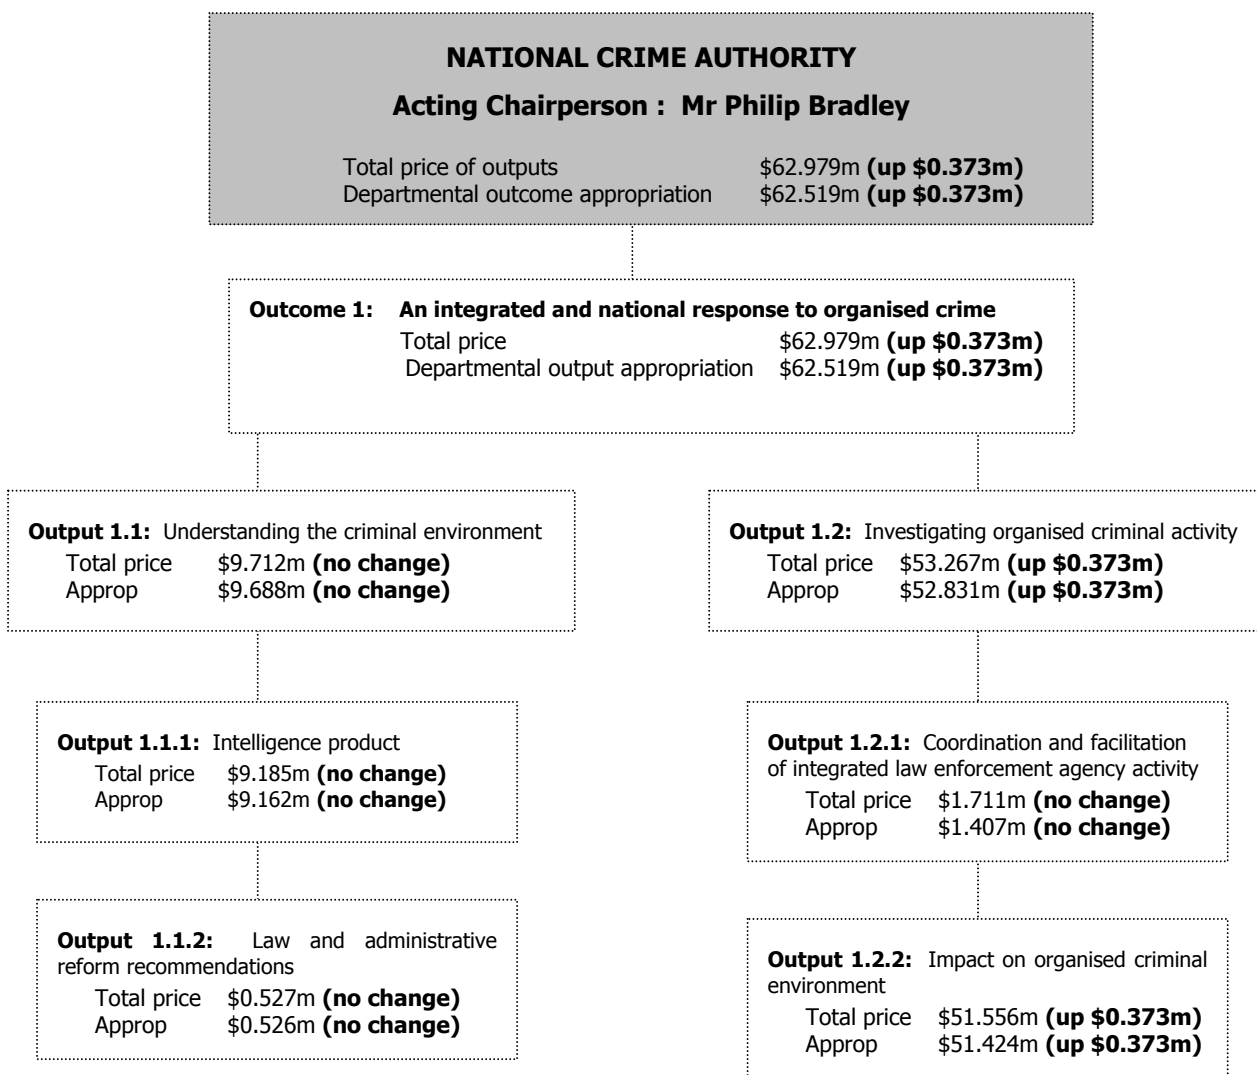 NATIONAL CRIME AUTHORITY
Acting Chairperson : Mr Philip Bradley
Total price of outputs $62.979m (up $0.373m)
Departmental outcome appropriation $62.519m (up $0.373m)
Outcome 1: An integrated and national response to organised crime
Total price $62.979m (up $0.373m)
Departmental output appropriation $62.519m (up $0.373m)
Output 1.1: Understanding the criminal environment
Total price $9.712m (no change)
Approp $9.688m (no change)
Output 1.2: Investigating organised criminal activity
Total price $53.267m (up $0.373m)
Approp $52.831m (up $0.373m)
Output 1.1.1: Intelligence product
Total price $9.185m (no change)
Approp $9.162m (no change)
Output 1.2.1: Coordination and facilitation
of integrated law enforcement agency activity
Total price $1.711m (no change)
Approp $1.407m (no change)
Output 1.1.2: Law and administrative
reform recommendations
Total price $0.527m (no change)
Approp $0.526m (no change)
Output 1.2.2: Impact on organised criminal
environment
Total price $51.556m (up $0.373m)
Approp $51.424m (up $0.373m)